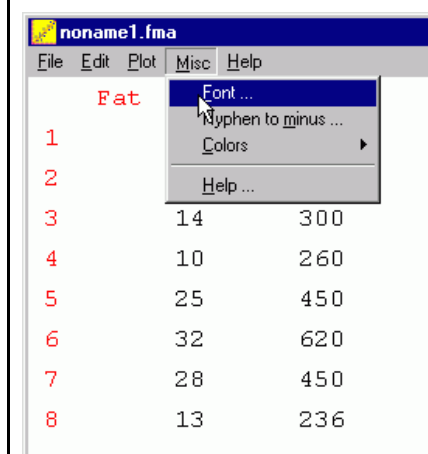 noname1.fma
File Edit Plot Misc Help
Fat
Font ...
Nyphen to minus ...
Colors
Help ...
1
2
3 14 300
4 10 260
5 25 450
6 32 620
7 28 450
8 13 236